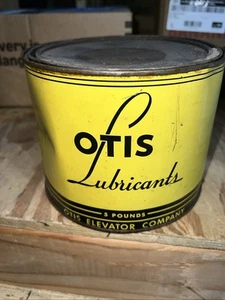 OTIS
Lubricants
5 POUNDS
OTIS ELEVATOR COMPANY